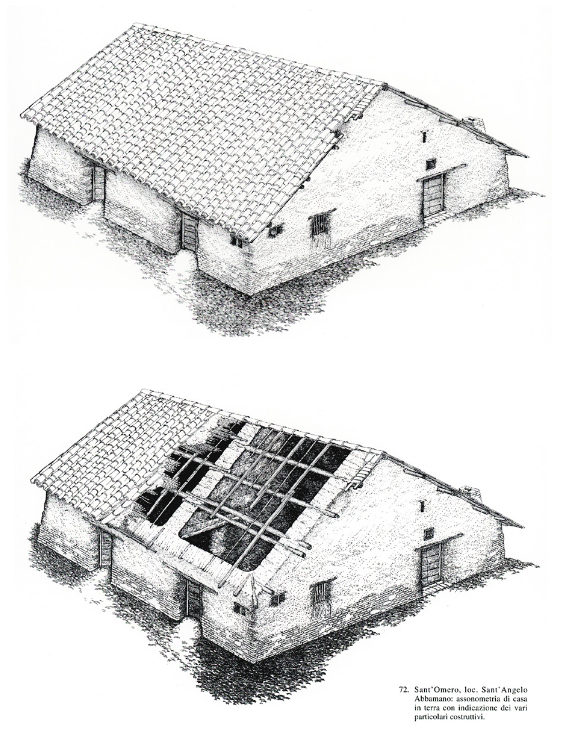 72. Sant'Omero, loc. Sant'Angelo
Abbamano: assonometria di casa
in terra con indicazione dei vari
particolari costruttivi.